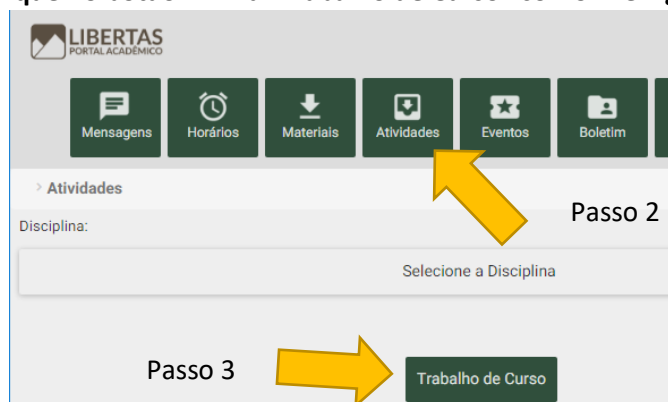 LIBERTAS
PORTAL ACADÊMICO
Mensagens Horários Materiais Atividades Eventos Boletim
> Atividades
Passo 2
Disciplina:
Selecione a Disciplina
Passo 3
Trabalho de Curso